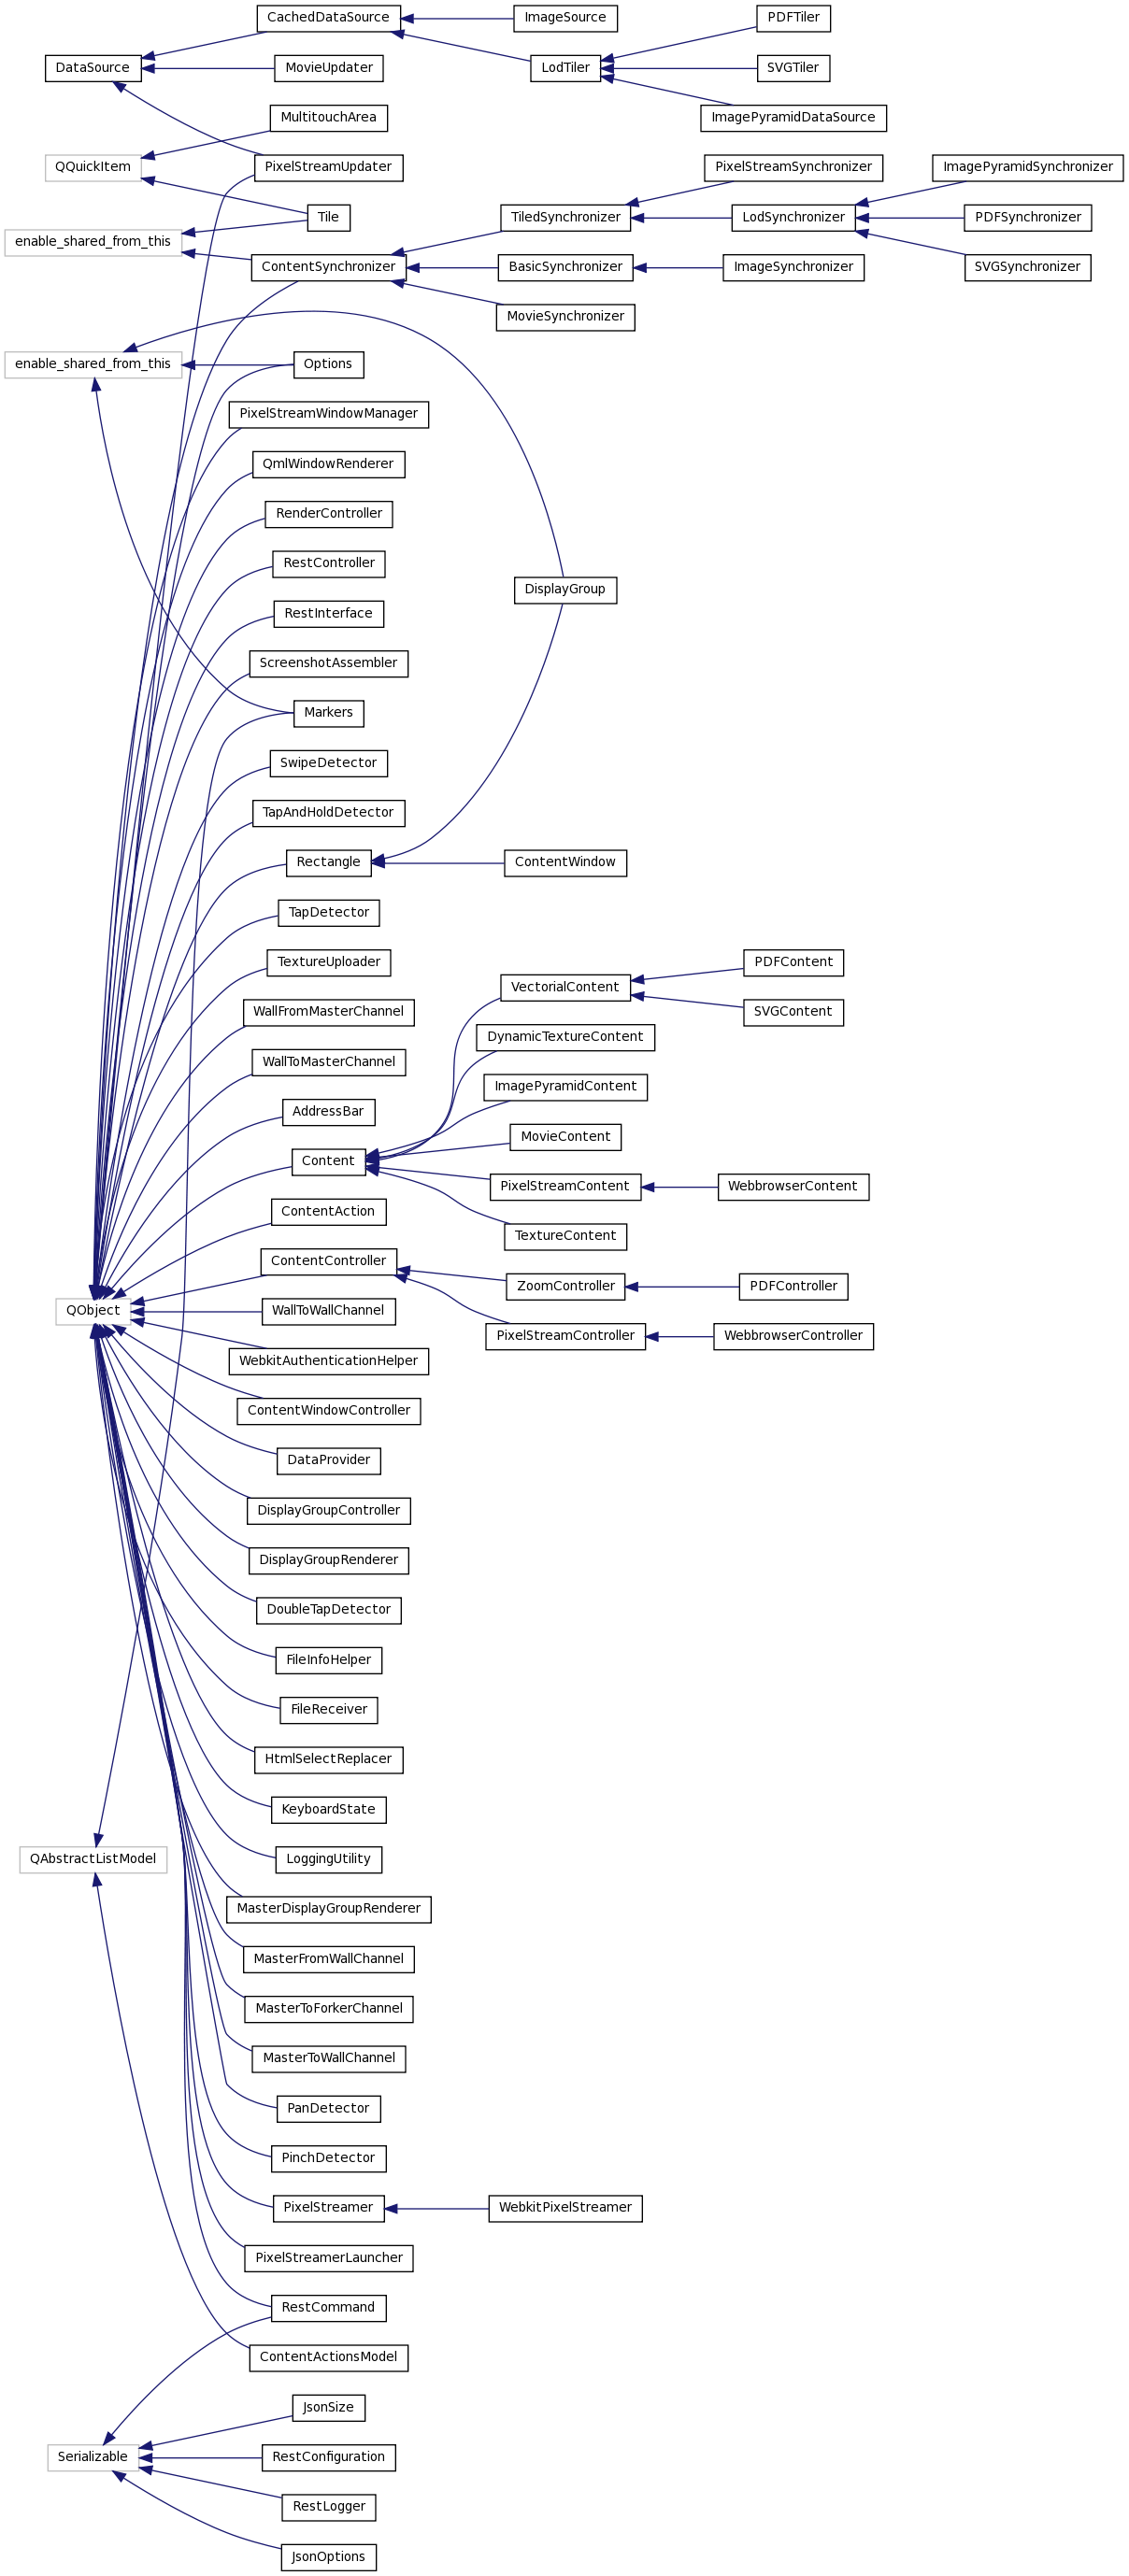 CachedDataSource
ImageSource
PDFTiler
DataSource
MovieUpdater
LodTiler
SVGTiler
MultitouchArea
ImagePyramidDataSource
QQuickItem
PixelStreamUpdater
PixelStreamSynchronizer
ImagePyramidSynchronizer
Tile
TiledSynchronizer
LodSynchronizer
PDFSynchronizer
enable_shared_from_this
ContentSynchronizer
BasicSynchronizer
ImageSynchronizer
SVGSynchronizer
MovieSynchronizer
enable_shared_from_this
Options
PixelStreamWindowManager
QmlWindowRenderer
RenderController
RestController
DisplayGroup
RestInterface
ScreenshotAssembler
Markers
SwipeDetector
TapAndHoldDetector
Rectangle
ContentWindow
TapDetector
TextureUploader
PDFContent
VectorialContent
WallFromMasterChannel
SVGContent
DynamicTextureContent
WallToMasterChannel
ImagePyramidContent
AddressBar
MovieContent
Content
PixelStreamContent
WebbrowserContent
ContentAction
TextureContent
ContentController
ZoomController
PDFController
QObject
WallToWallChannel
PixelStreamController
WebbrowserController
WebkitAuthenticationHelper
ContentWindowController
DataProvider
DisplayGroupController
DisplayGroupRenderer
DoubleTapDetector
FileInfoHelper
FileReceiver
HtmlSelectReplacer
KeyboardState
QAbstractListModel
LoggingUtility
MasterDisplayGroupRenderer
MasterFromWallChannel
MasterToForkerChannel
MasterToWallChannel
PanDetector
PinchDetector
PixelStreamer
WebkitPixelStreamer
PixelStreamerLauncher
RestCommand
ContentActionsModel
JsonSize
Serializable
RestConfiguration
RestLogger
JsonOptions